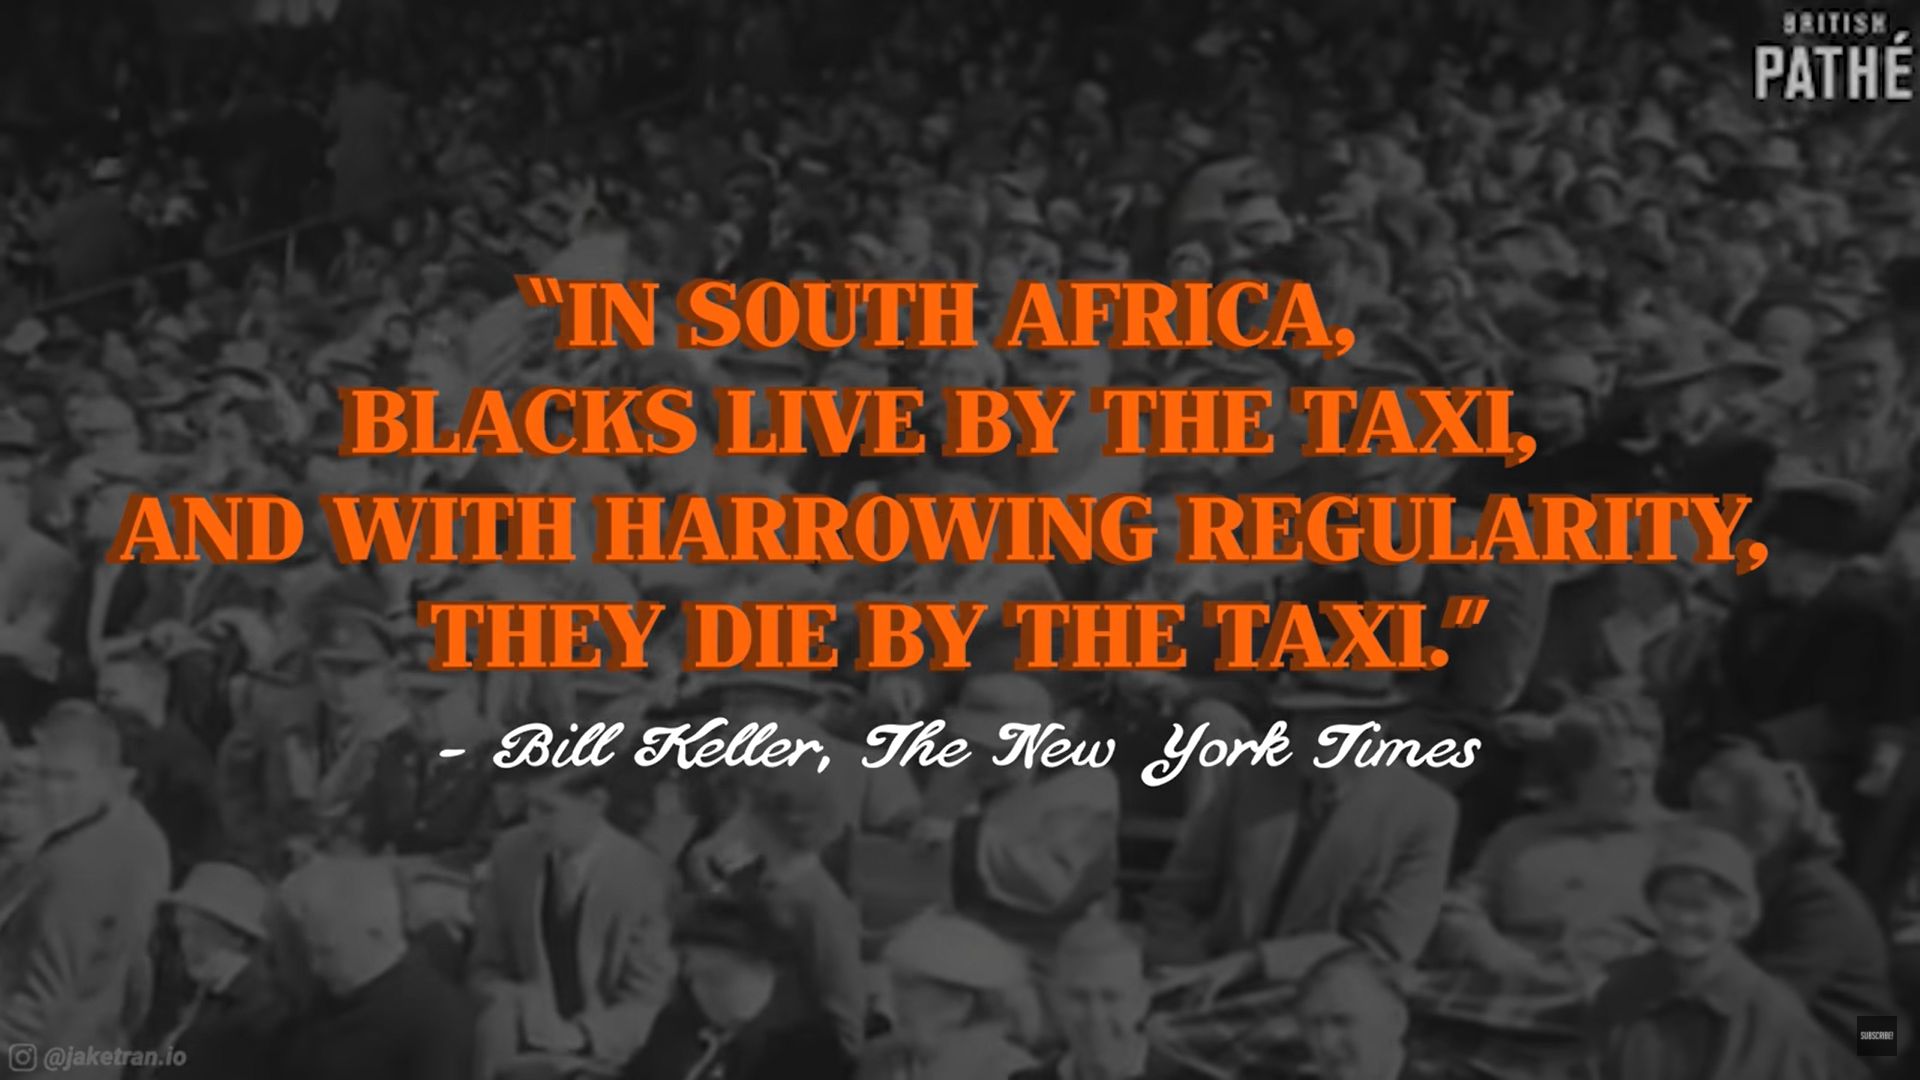 BRITISH
PATHÉ
“IN SOUTH AFRICA,
BLACKS LIVE BY THE TAXI,
AND WITH HARROWING REGULARITY,
THEY DIE BY THE TAXI.”
- Bill Keller, The New York Times
@jaketran.io
SUBSCRIBE!